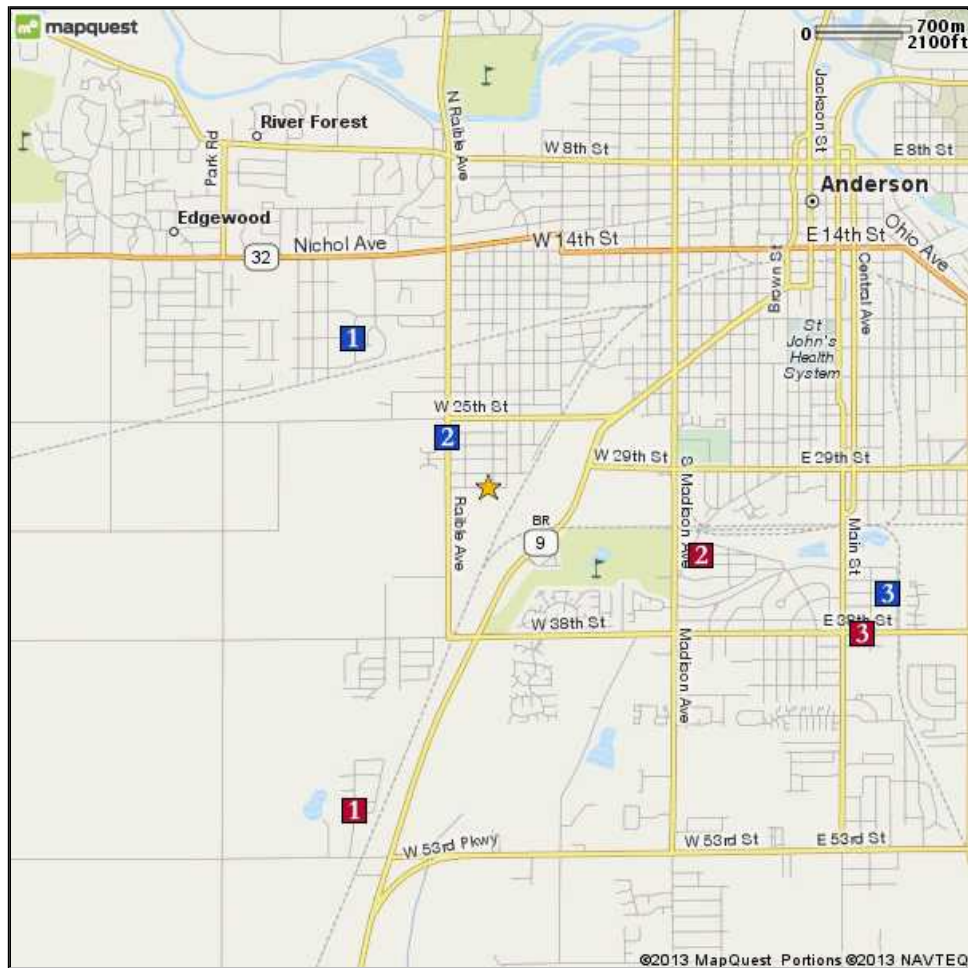 mapquest
0 700m
2100ft
River Forest
Park Rd
N Raible Ave
Jackson St
W 8th St
E 8th St
Anderson
Edgewood
Nichol Ave
32
W 14th St
E 14th St
Ohio Ave
Brown St
Central Ave
1
St
John's
Health
System
W 25th St
2
W 29th St
S Madison Ave
E 29th St
Raible Ave
BR
9
2
Main St
3
W 38th St
E 38th St
3
Madison Ave
1
W 53rd Pkwy
W 53rd St
E 53rd St
©2013 MapQuest Portions ©2013 NAVTEQ